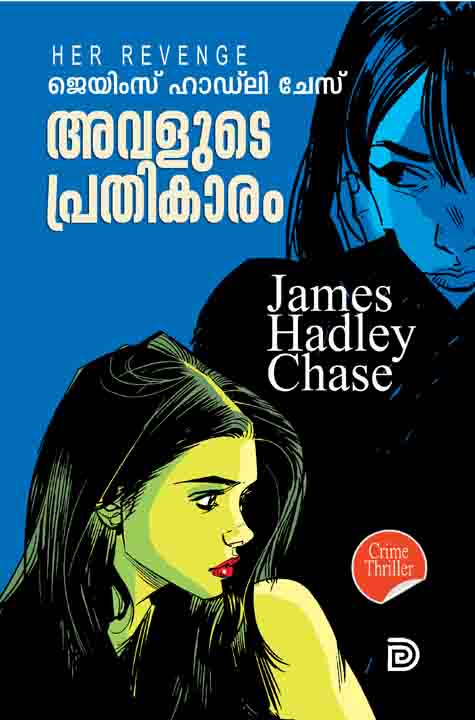 HER REVENGE
ജെയിംസ് ഹാഡ്‌ലി ചേസ്
അവളുടെ
പ്രതികാരം
James
Hadley
Chase
Crime
Thriller